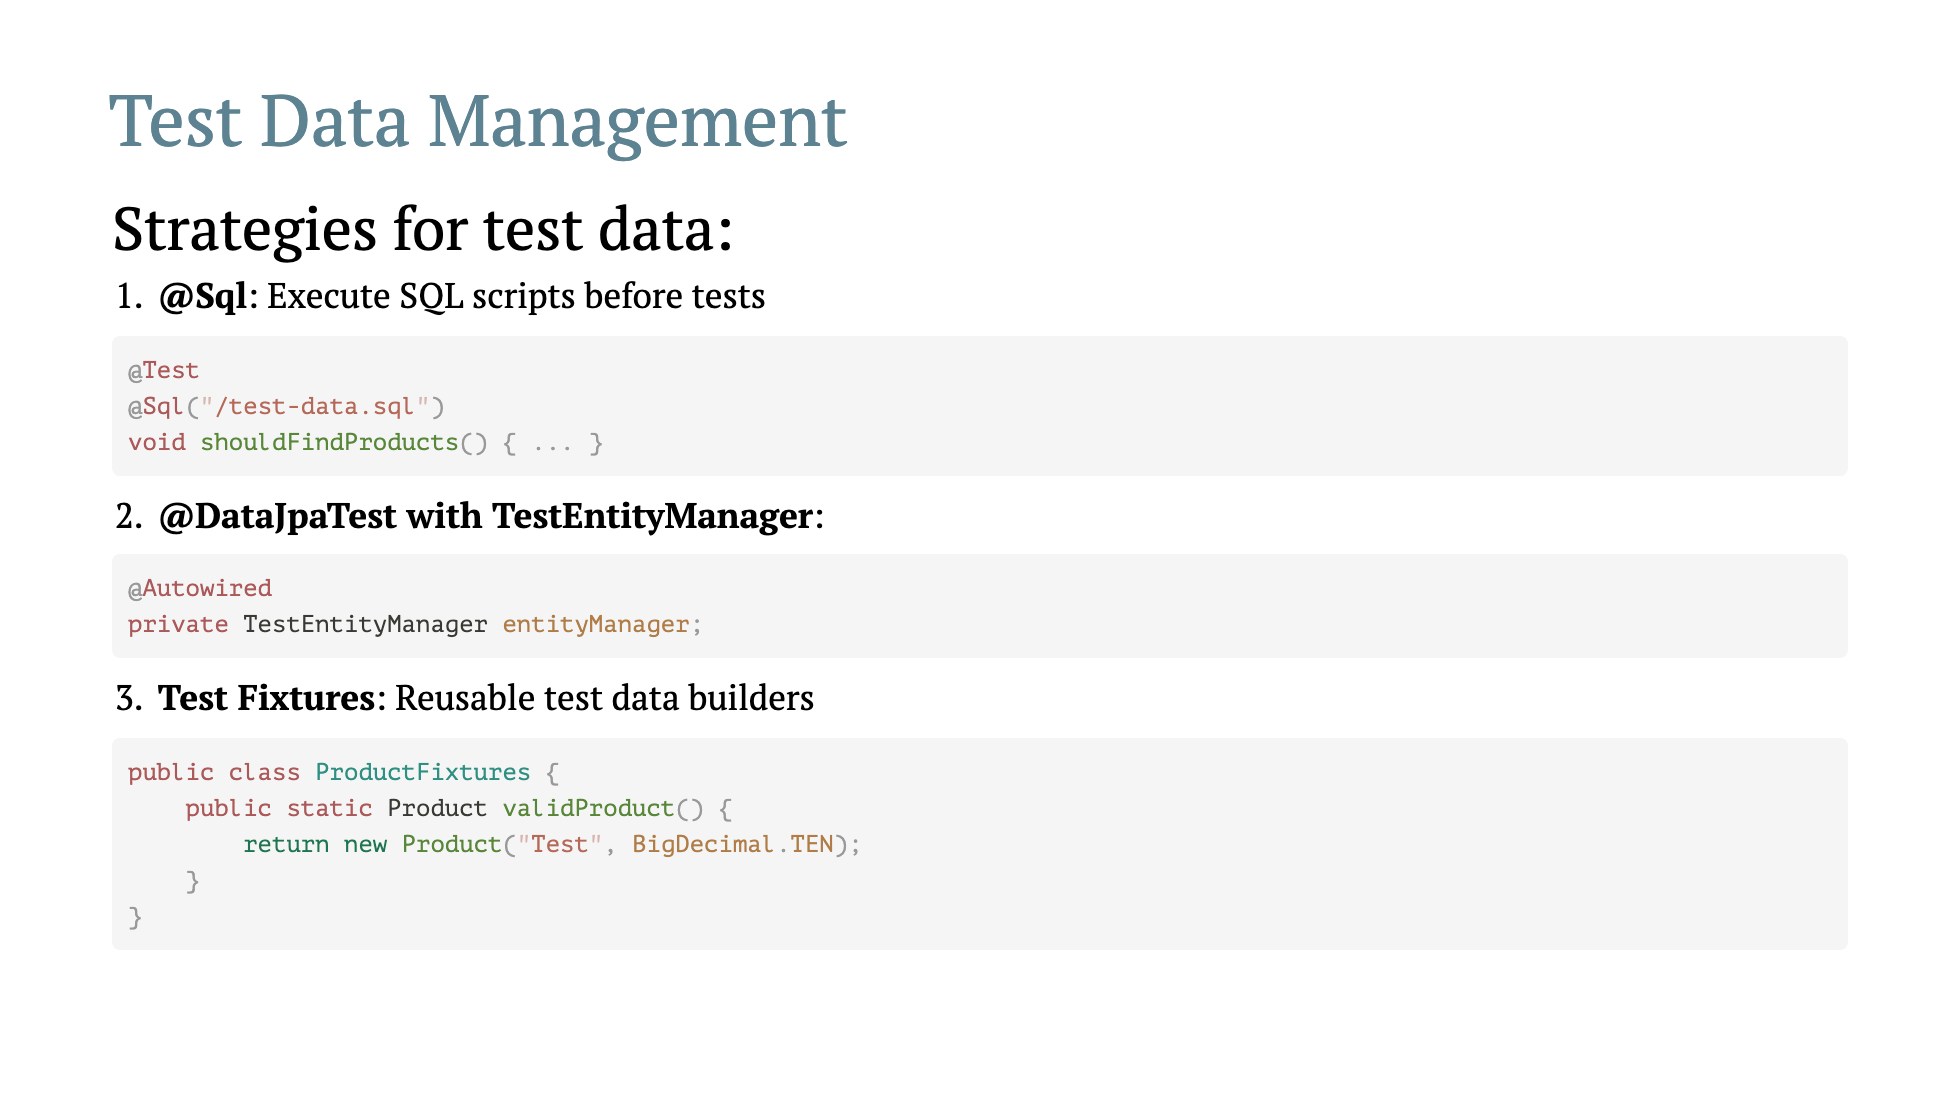 Test Data Management
Strategies for test data:
1. @Sql: Execute SQL scripts before tests
@Test
@Sql("/test-data.sql")
void shouldFindProducts() { ... }
2. @DataJpaTest with TestEntityManager:
@Autowired
private TestEntityManager entityManager;
3. Test Fixtures: Reusable test data builders
public class ProductFixtures {
    public static Product validProduct() {
        return new Product("Test", BigDecimal.TEN);
    }
}